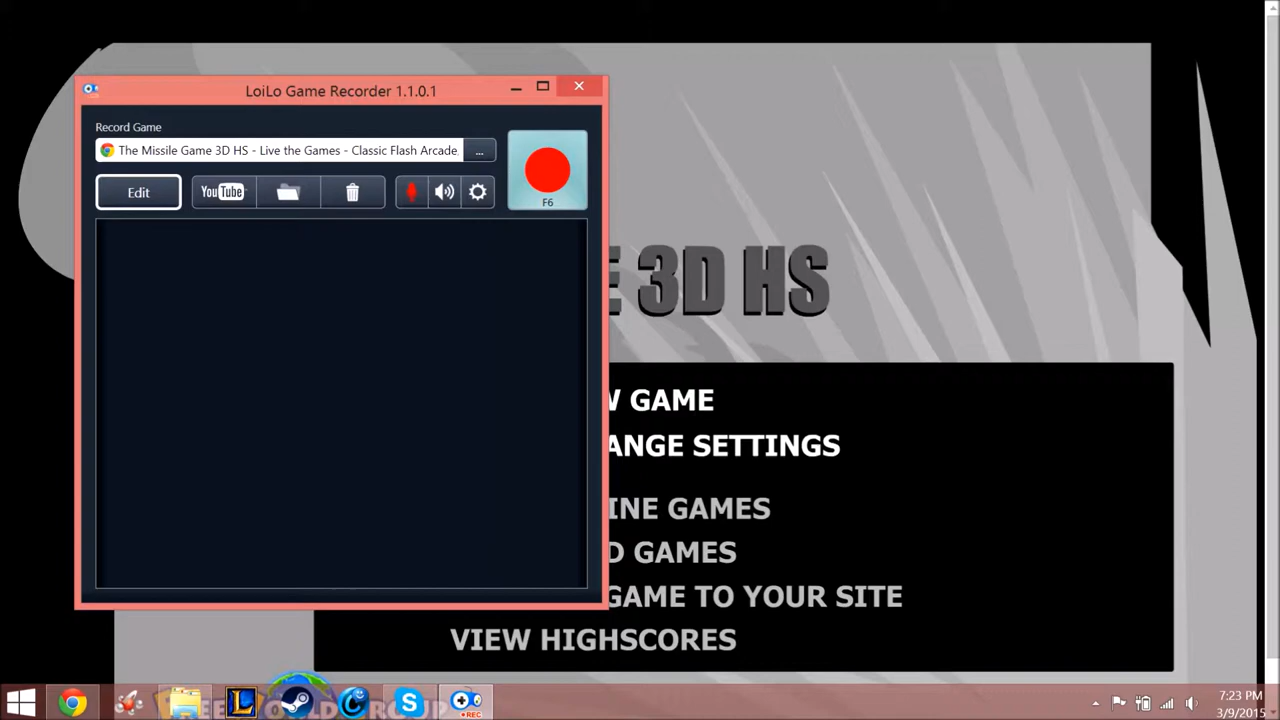 LoiLo Game Recorder 1.1.0.1
Record Game
The Missile Game 3D HS - Live the Games - Classic Flash Arcade
...
Edit
YouTube
F6
E 3D HS
W GAME
ANGE SETTINGS
INE GAMES
D GAMES
GAME TO YOUR SITE
VIEW HIGHSCORES
L
S
REC
7:23 PM
3/9/2015